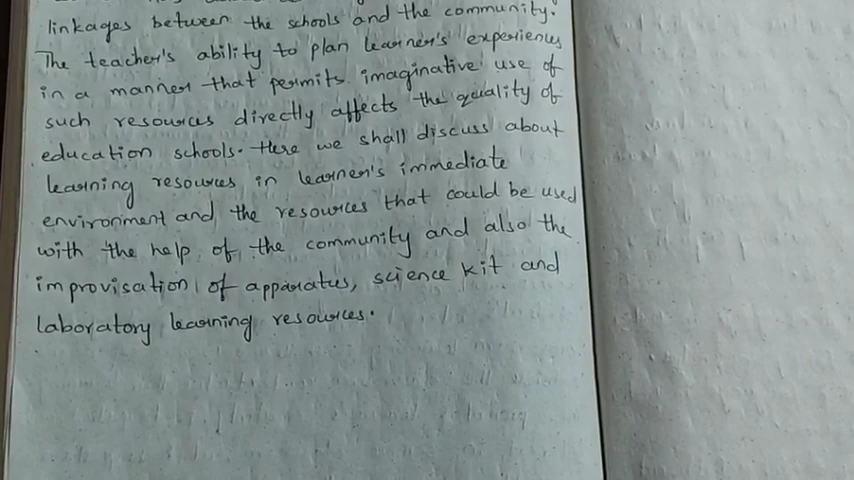 linkages between the schools and the community.
The teacher's ability to plan learner's experiences
in a manner that permits imaginative use of
such resources directly affects the quality of
education schools. Here we shall discuss about
learning resources in learner's immediate
environment and the resources that could be used
with the help of the community and also the
improvisation of apparatus, science kit and
laboratory learning resources.